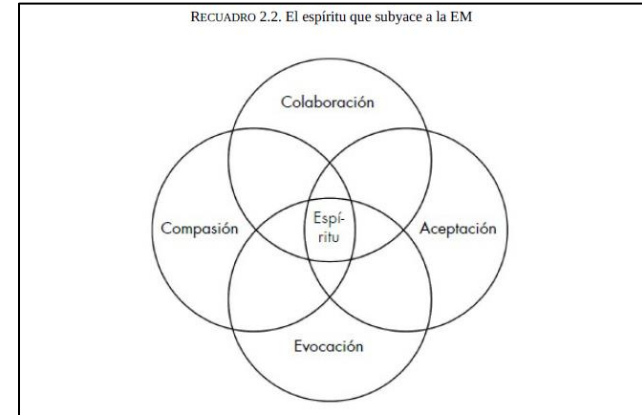 RECUADRO 2.2. El espíritu que subyace a la EM
Colaboración
Compasión
Espí-
ritu
Aceptación
Evocación